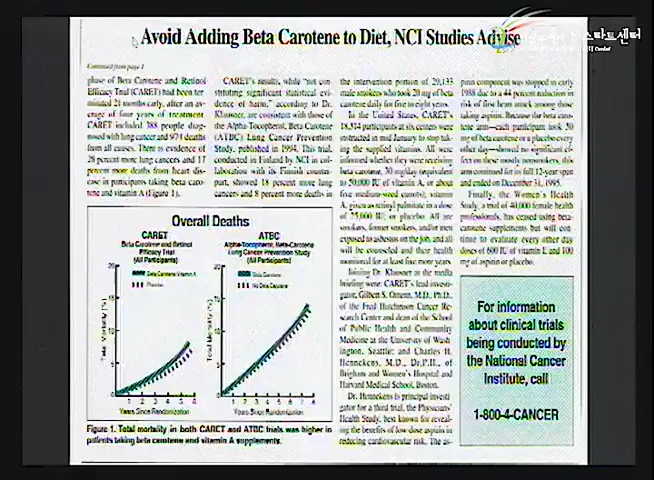 Avoid Adding Beta Carotene to Diet, NCI Studies Advise
Continued from page 1
phase of Beta Carotene and Retinol
Efficacy Trial (CARET) had been ter-
minated 21 months early, after an av-
erage of four years of treatment.
CARET included 388 people diag-
nosed with lung cancer and 974 deaths
from all causes. There is evidence of
28 percent more lung cancers and 17
percent more deaths from heart dis-
ease in participants taking beta caro-
tene and vitamin A (Figure 1).
CARET's results, while "not con-
stituting significant statistical evi-
dence of harm," according to Dr.
Klausner, are consistent with those of
the Alpha-Tocopherol, Beta Carotene
(ATBC) Lung Cancer Prevention
Study, published in 1994. This trial,
conducted in Finland by NCI in col-
laboration with its Finnish counter-
part, showed 18 percent more lung
cancers and 8 percent more deaths in
the intervention portion of 29,133
male smokers who took 20 mg of beta
carotene daily for five to eight years.
In the United States, CARET's
18,314 participants are being
instructed in mid January to stop tak-
ing the supplied vitamins. All were
informed whether they were receiving
beta carotene, 30 mg/day (equivalent
to 50,000 IU of vitamin A, or about
five medium-sized carrots); vitamin
A, given as retinyl palmitate in a dose
of 25,000 IU; or placebo. All are
smokers, former smokers, and/or men
exposed to asbestos on the job, and all
will be counseled and their health
monitored for at least five more years.
Joining Dr. Klausner at the media
briefing were: CARET's lead investi-
gator, Gilbert S. Omenn, M.D., Ph.D.,
of the Fred Hutchinson Cancer Re-
search Center and dean of the School
of Public Health and Community
Medicine at the University of Wash-
ington, Seattle; and Charles H.
Hennekens, M.D., Dr.P.H., of
Brigham and Women's Hospital and
Harvard Medical School, Boston.
Dr. Hennekens is principal investi-
gator for a third trial, the Physicians'
Health Study, best known for reveal-
ing the benefits of low-dose aspirin in
reducing cardiovascular risk. The as-
pirin component was stopped in early
1988 due to a 44 percent reduction in
risk of first heart attack among those
taking aspirin. Because the beta caro-
tene arm—each participant took 50
mg of beta carotene or a placebo every
other day—showed no significant ef-
fect on these mostly nonsmokers, this
arm continued for its full 12-year span
and ended on December 31, 1995.
Finally, the Women's Health
Study, a trial of 40,000 female health
professionals, has ceased using beta-
carotene supplements but will con-
tinue to evaluate every other day
doses of 600 IU of vitamin E and 100
mg of aspirin or placebo.
Overall Deaths
CARET
Beta Carotene and Retinol
Efficacy Trial
(All Participants)
Beta Carotene/Vitamin A
Placebo
Total Mortality (%)
Years Since Randomization
ATBC
Alpha-Tocopherol, Beta-Carotene
Lung Cancer Prevention Study
(All Participants)
Beta Carotene
No Beta Carotene
Total Mortality (%)
Years Since Randomization
Figure 1. Total mortality in both CARET and ATBC trials was higher in
patients taking beta carotene and vitamin A supplements.
For information
about clinical trials
being conducted by
the National Cancer
Institute, call
1-800-4-CANCER